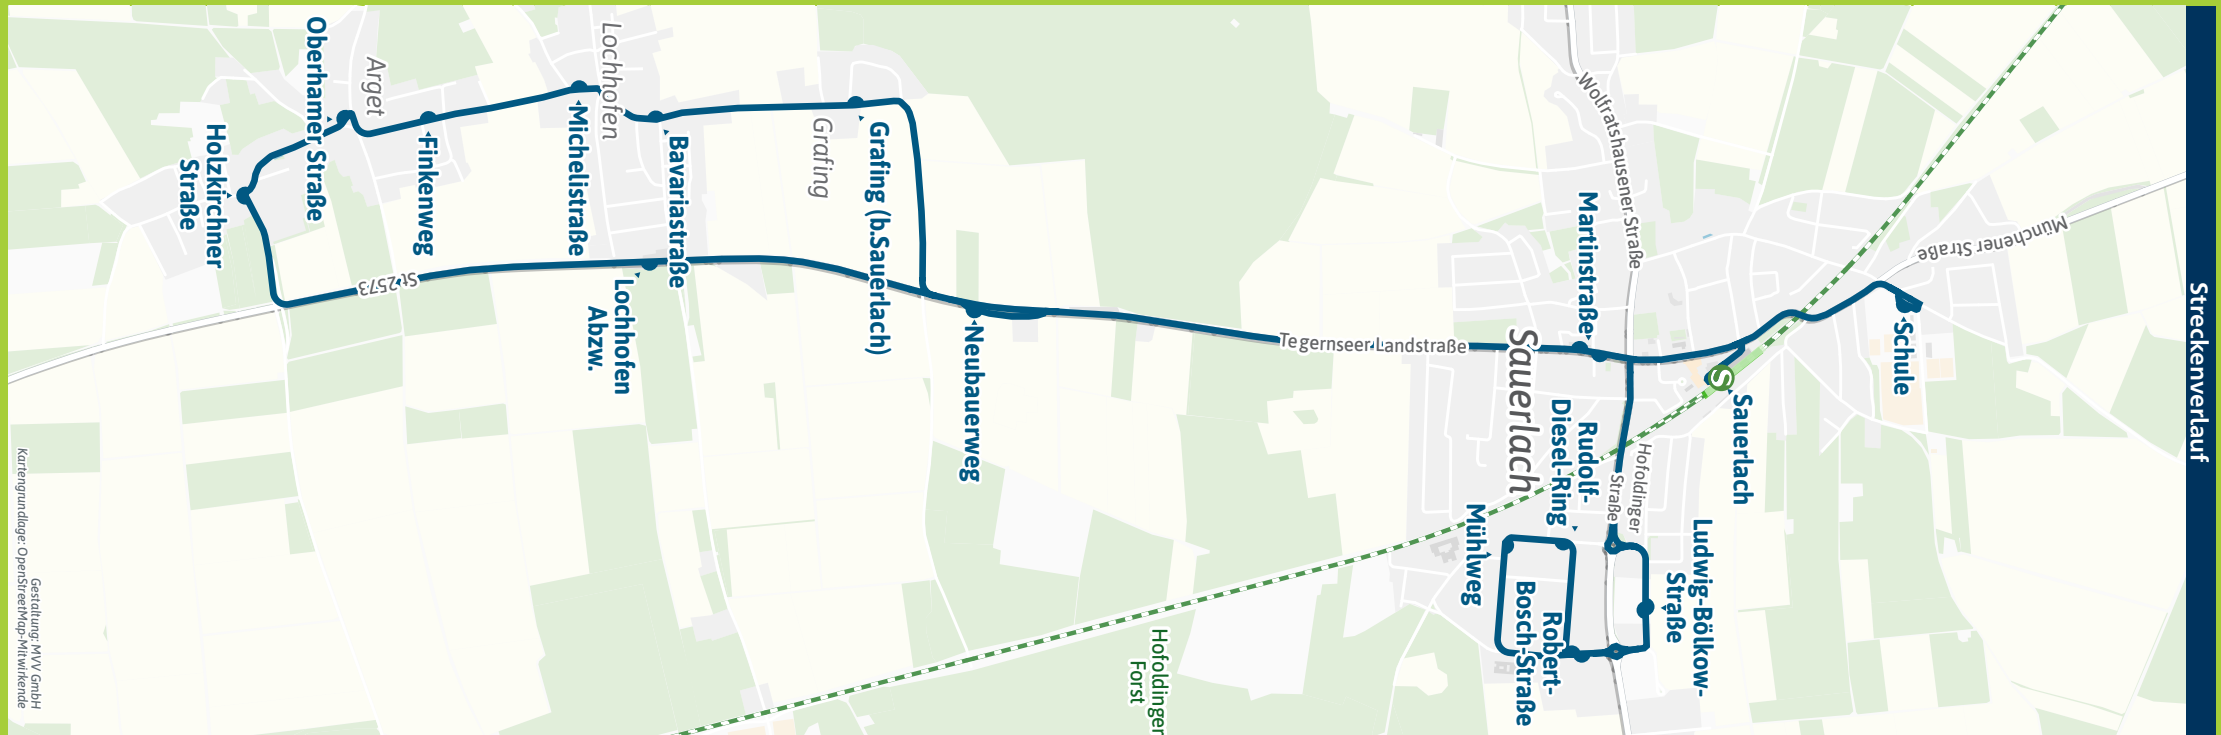 Streckenverlauf
Münchener Straße
Schule
Sauerlach
S
Wolfratshausener Straße
Martinstraße
Hofoldinger
Straße
Ludwig-Bölkow-
Straße
Rudolf-
Diesel-Ring
Robert-
Bosch-Straße
Mühlweg
Sauerlach
Tegernseer Landstraße
Hofoldinger
Forst
Neubauerweg
Grafing (b.Sauerlach)
Grafing
Bavariastraße
Lochhofen
Lochhofen
Abzw.
Michelistraße
Finkenweg
St 2573
Arget
Oberhamer Straße
Holzkirchner
Straße
Gestaltung: MVV GmbH
Kartengrundlage: OpenStreetMap-Mitwirkende